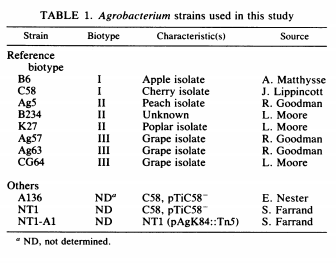 TABLE 1. Agrobacterium strains used in this study
Strain Biotype Characteristic(s) Source
Reference
biotype
B6 I Apple isolate A. Matthysse
C58 I Cherry isolate J. Lippincott
Ag5 II Peach isolate R. Goodman
B234 II Unknown L. Moore
K27 II Poplar isolate L. Moore
Ag57 III Grape isolate R. Goodman
Ag63 III Grape isolate R. Goodman
CG64 III Grape isolate L. Moore
Others
A136 NDᵃ C58, pTiC58⁻ E. Nester
NT1 ND C58, pTiC58⁻ S. Farrand
NT1-A1 ND NT1 (pAgK84::Tn5) S. Farrand
ᵃ ND, not determined.